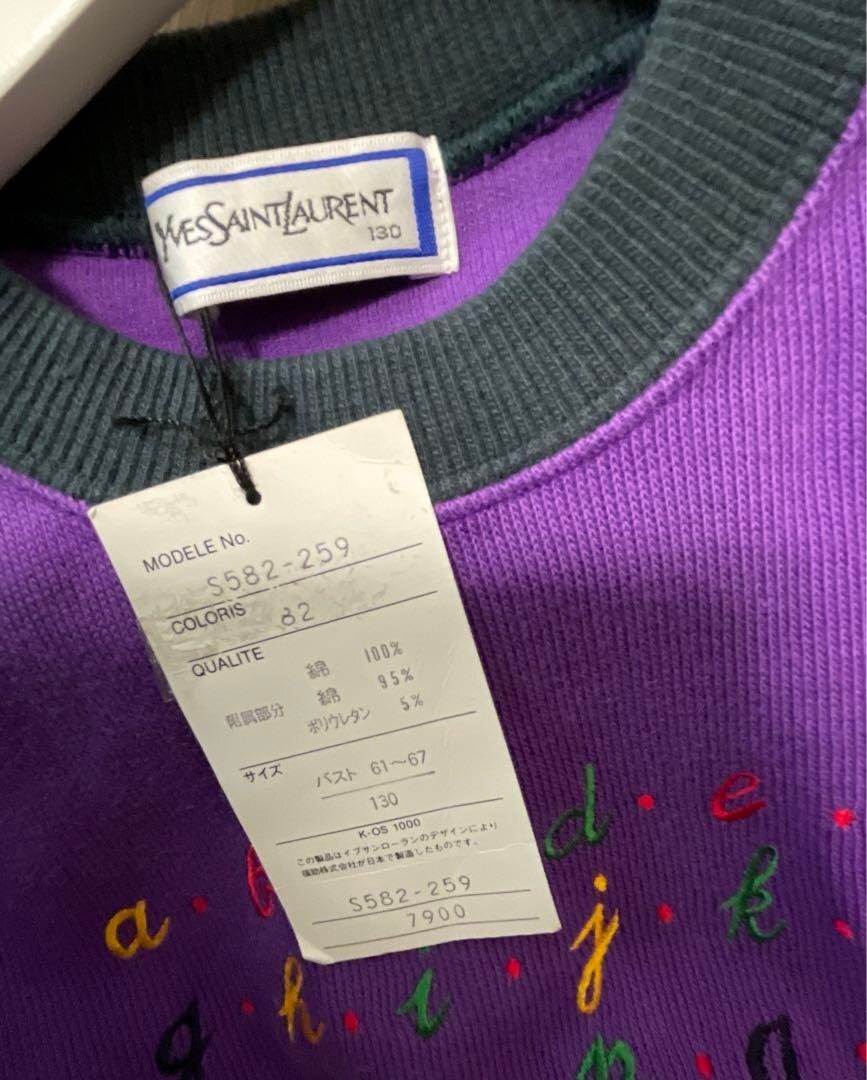 YVESSAINTLAURENT
130
MODELE No.
S582-259
COLORIS 82
QUALITE
綿 100%
附属部分 綿 95%
ポリウレタン 5%
サイズ バスト 61〜67
130
K-OS 1000
この製品はイブサンローランのデザインにより
福助株式会社が日本で製造したものです。
S582-259
7900
d · e ·
a · b
j · k ·
g · h · i ·
n · q